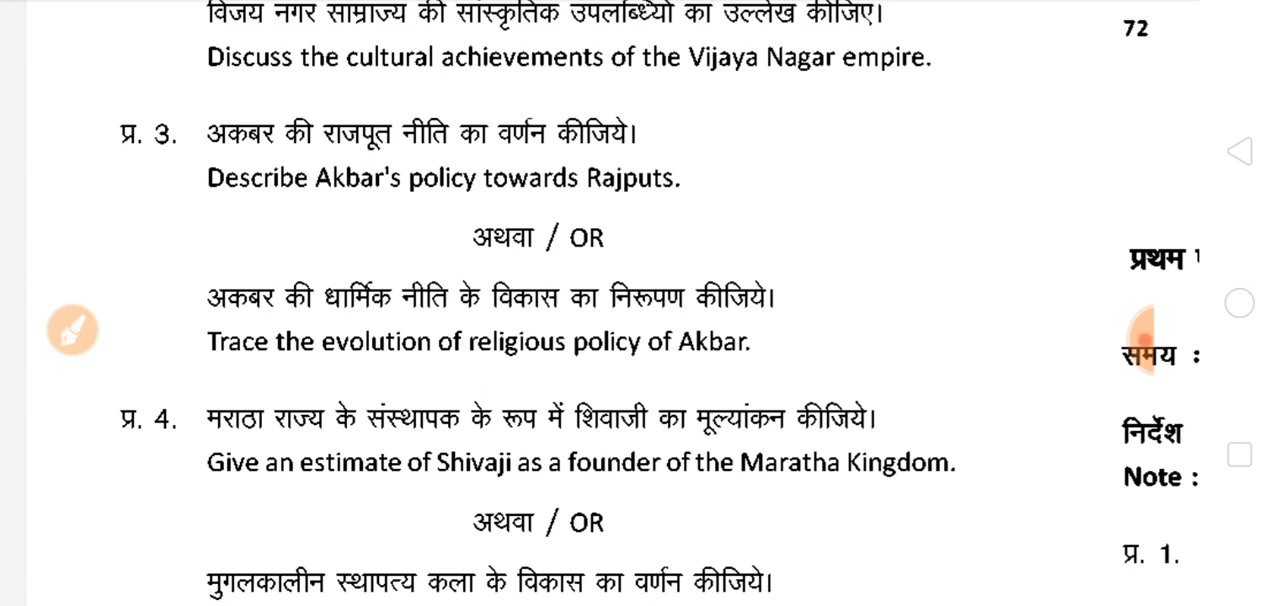 विजय नगर साम्राज्य की सांस्कृतिक उपलब्ध्यिो का उल्लेख कीजिए।
Discuss the cultural achievements of the Vijaya Nagar empire.
प्र. 3. अकबर की राजपूत नीति का वर्णन कीजिये।
Describe Akbar's policy towards Rajputs.
अथवा / OR
अकबर की धार्मिक नीति के विकास का निरूपण कीजिये।
Trace the evolution of religious policy of Akbar.
प्र. 4. मराठा राज्य के संस्थापक के रूप में शिवाजी का मूल्यांकन कीजिये।
Give an estimate of Shivaji as a founder of the Maratha Kingdom.
अथवा / OR
मुगलकालीन स्थापत्य कला के विकास का वर्णन कीजिये।
72
प्रथम
समय :
निर्देश
Note :
प्र. 1.